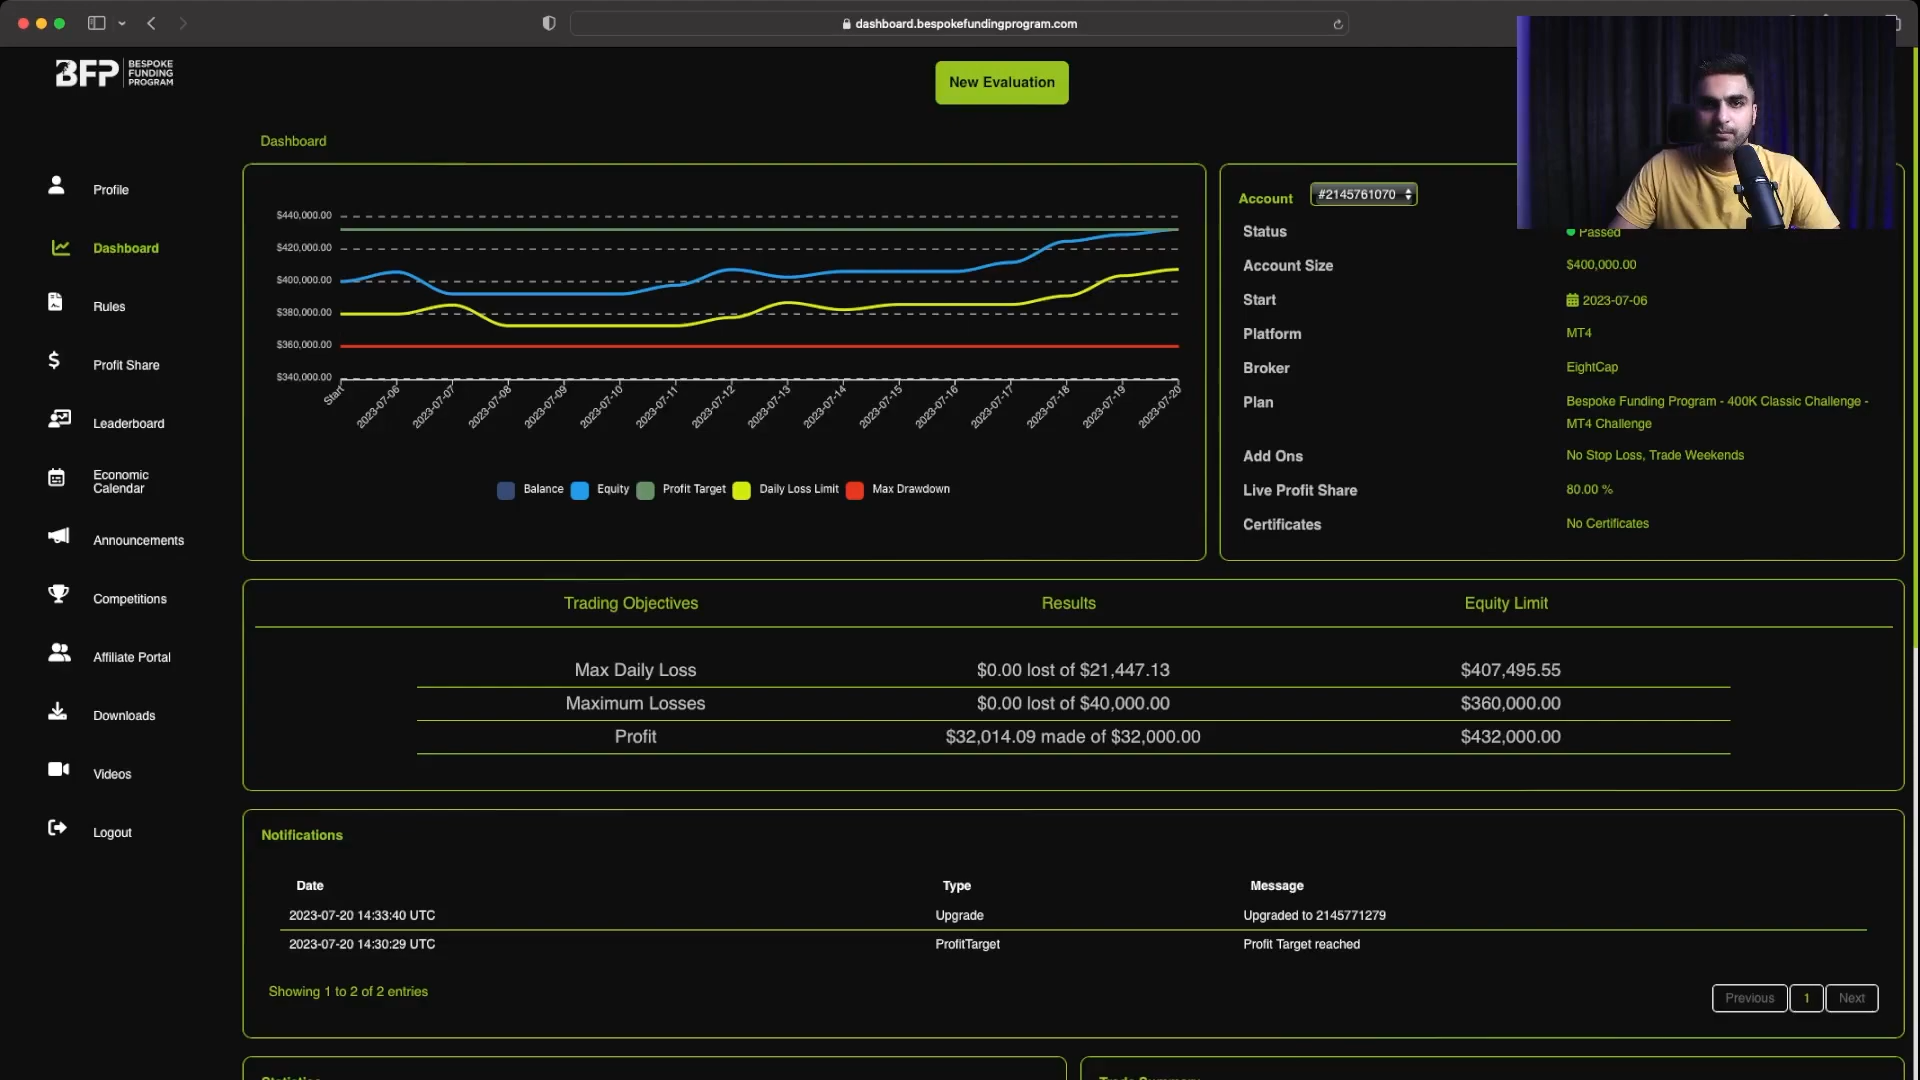 dashboard.bespokefundingprogram.com
BFP BESPOKE
FUNDING
PROGRAM
New Evaluation
Dashboard
Profile
Dashboard
Rules
Profit Share
Leaderboard
Economic
Calendar
Announcements
Competitions
Affiliate Portal
Downloads
Videos
Logout
$440,000.00
$420,000.00
$400,000.00
$380,000.00
$360,000.00
$340,000.00
Start
2023-07-06
2023-07-07
2023-07-08
2023-07-09
2023-07-10
2023-07-11
2023-07-12
2023-07-13
2023-07-14
2023-07-15
2023-07-16
2023-07-17
2023-07-18
2023-07-19
2023-07-20
Balance Equity Profit Target Daily Loss Limit Max Drawdown
Account #2145761070
Status Passed
Account Size $400,000.00
Start 2023-07-06
Platform MT4
Broker EightCap
Plan Bespoke Funding Program - 400K Classic Challenge -
MT4 Challenge
Add Ons No Stop Loss, Trade Weekends
Live Profit Share 80.00 %
Certificates No Certificates
Trading Objectives Results Equity Limit
Max Daily Loss $0.00 lost of $21,447.13 $407,495.55
Maximum Losses $0.00 lost of $40,000.00 $360,000.00
Profit $32,014.09 made of $32,000.00 $432,000.00
Notifications
Date Type Message
2023-07-20 14:33:40 UTC Upgrade Upgraded to 2145771279
2023-07-20 14:30:29 UTC ProfitTarget Profit Target reached
Showing 1 to 2 of 2 entries
Previous 1 Next